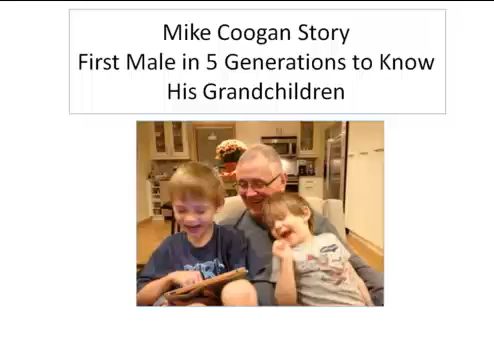 Mike Coogan Story
First Male in 5 Generations to Know
His Grandchildren